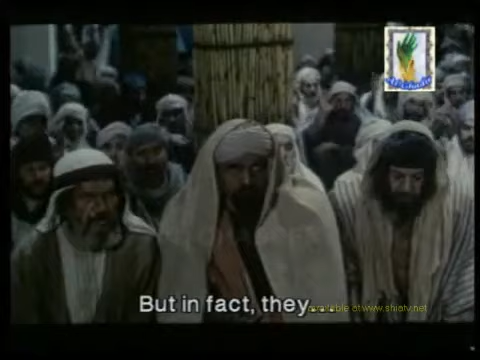 But in fact, they....
available at www.shiatv.net